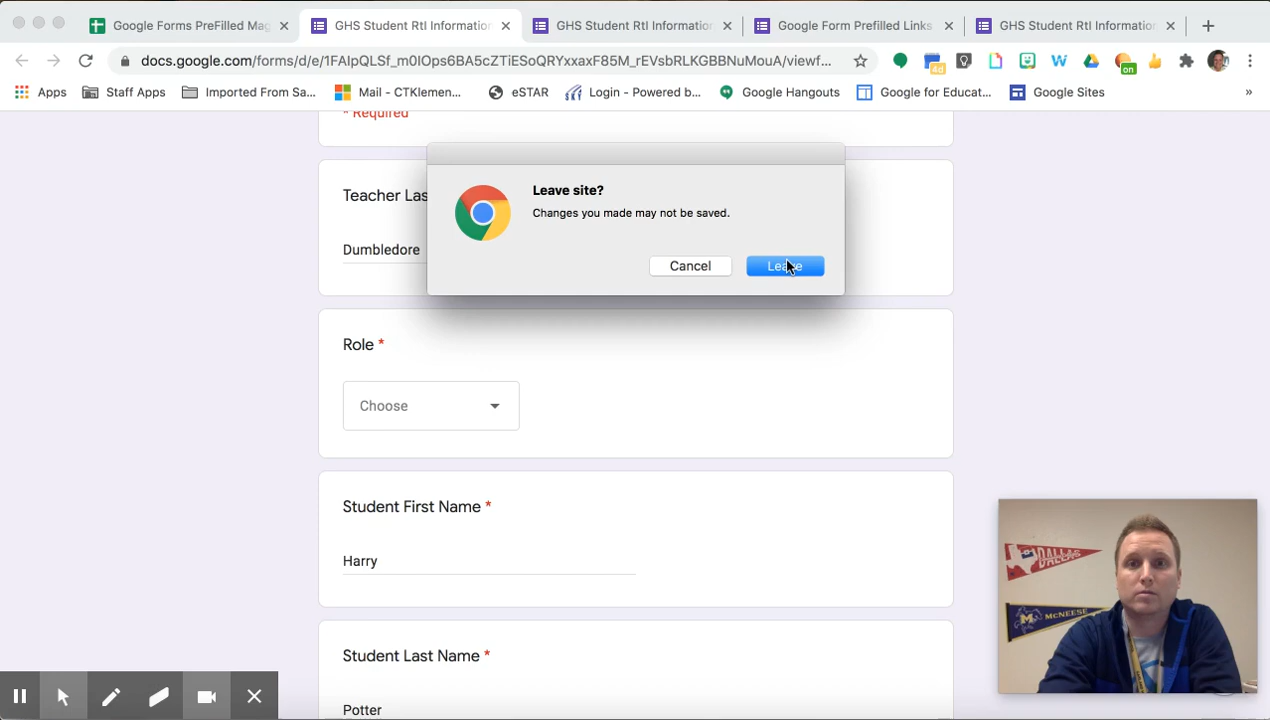 Google Forms PreFilled Mag
GHS Student RtI Information
GHS Student RtI Information
Google Form Prefilled Links
GHS Student RtI Information
docs.google.com/forms/d/e/1FAIpQLSf_m0IOps6BA5cZTiESoQRYxxaxF85M_rEVsbRLKGBBNuMouA/viewf...
4d
on
Apps
Staff Apps
Imported From Sa...
Mail - CTKlemen...
eSTAR
Login - Powered b...
Google Hangouts
Google for Educat...
Google Sites
»
* Required
Leave site?
Changes you made may not be saved.
Cancel
Leave
Teacher Las
Dumbledore
Role *
Choose
Student First Name *
Harry
Student Last Name *
Potter
DALLAS
MCNEESE